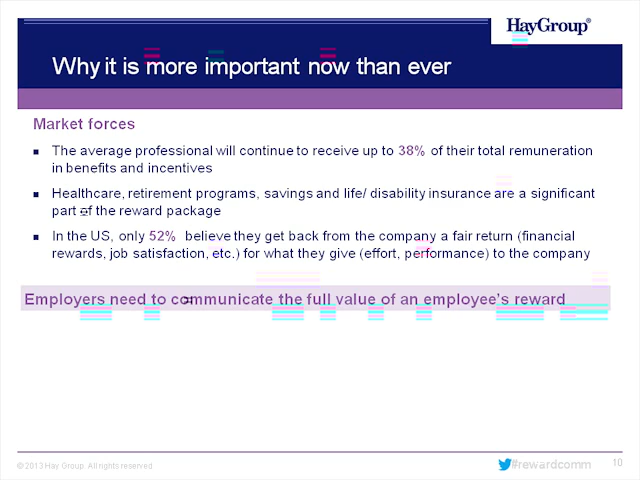 HayGroup®
Why it is more important now than ever
Market forces
The average professional will continue to receive up to 38% of their total remuneration
in benefits and incentives
Healthcare, retirement programs, savings and life/ disability insurance are a significant
part of the reward package
In the US, only 52% believe they get back from the company a fair return (financial
rewards, job satisfaction, etc.) for what they give (effort, performance) to the company
Employers need to communicate the full value of an employee's reward
© 2013 Hay Group. All rights reserved
#rewardcomm
10